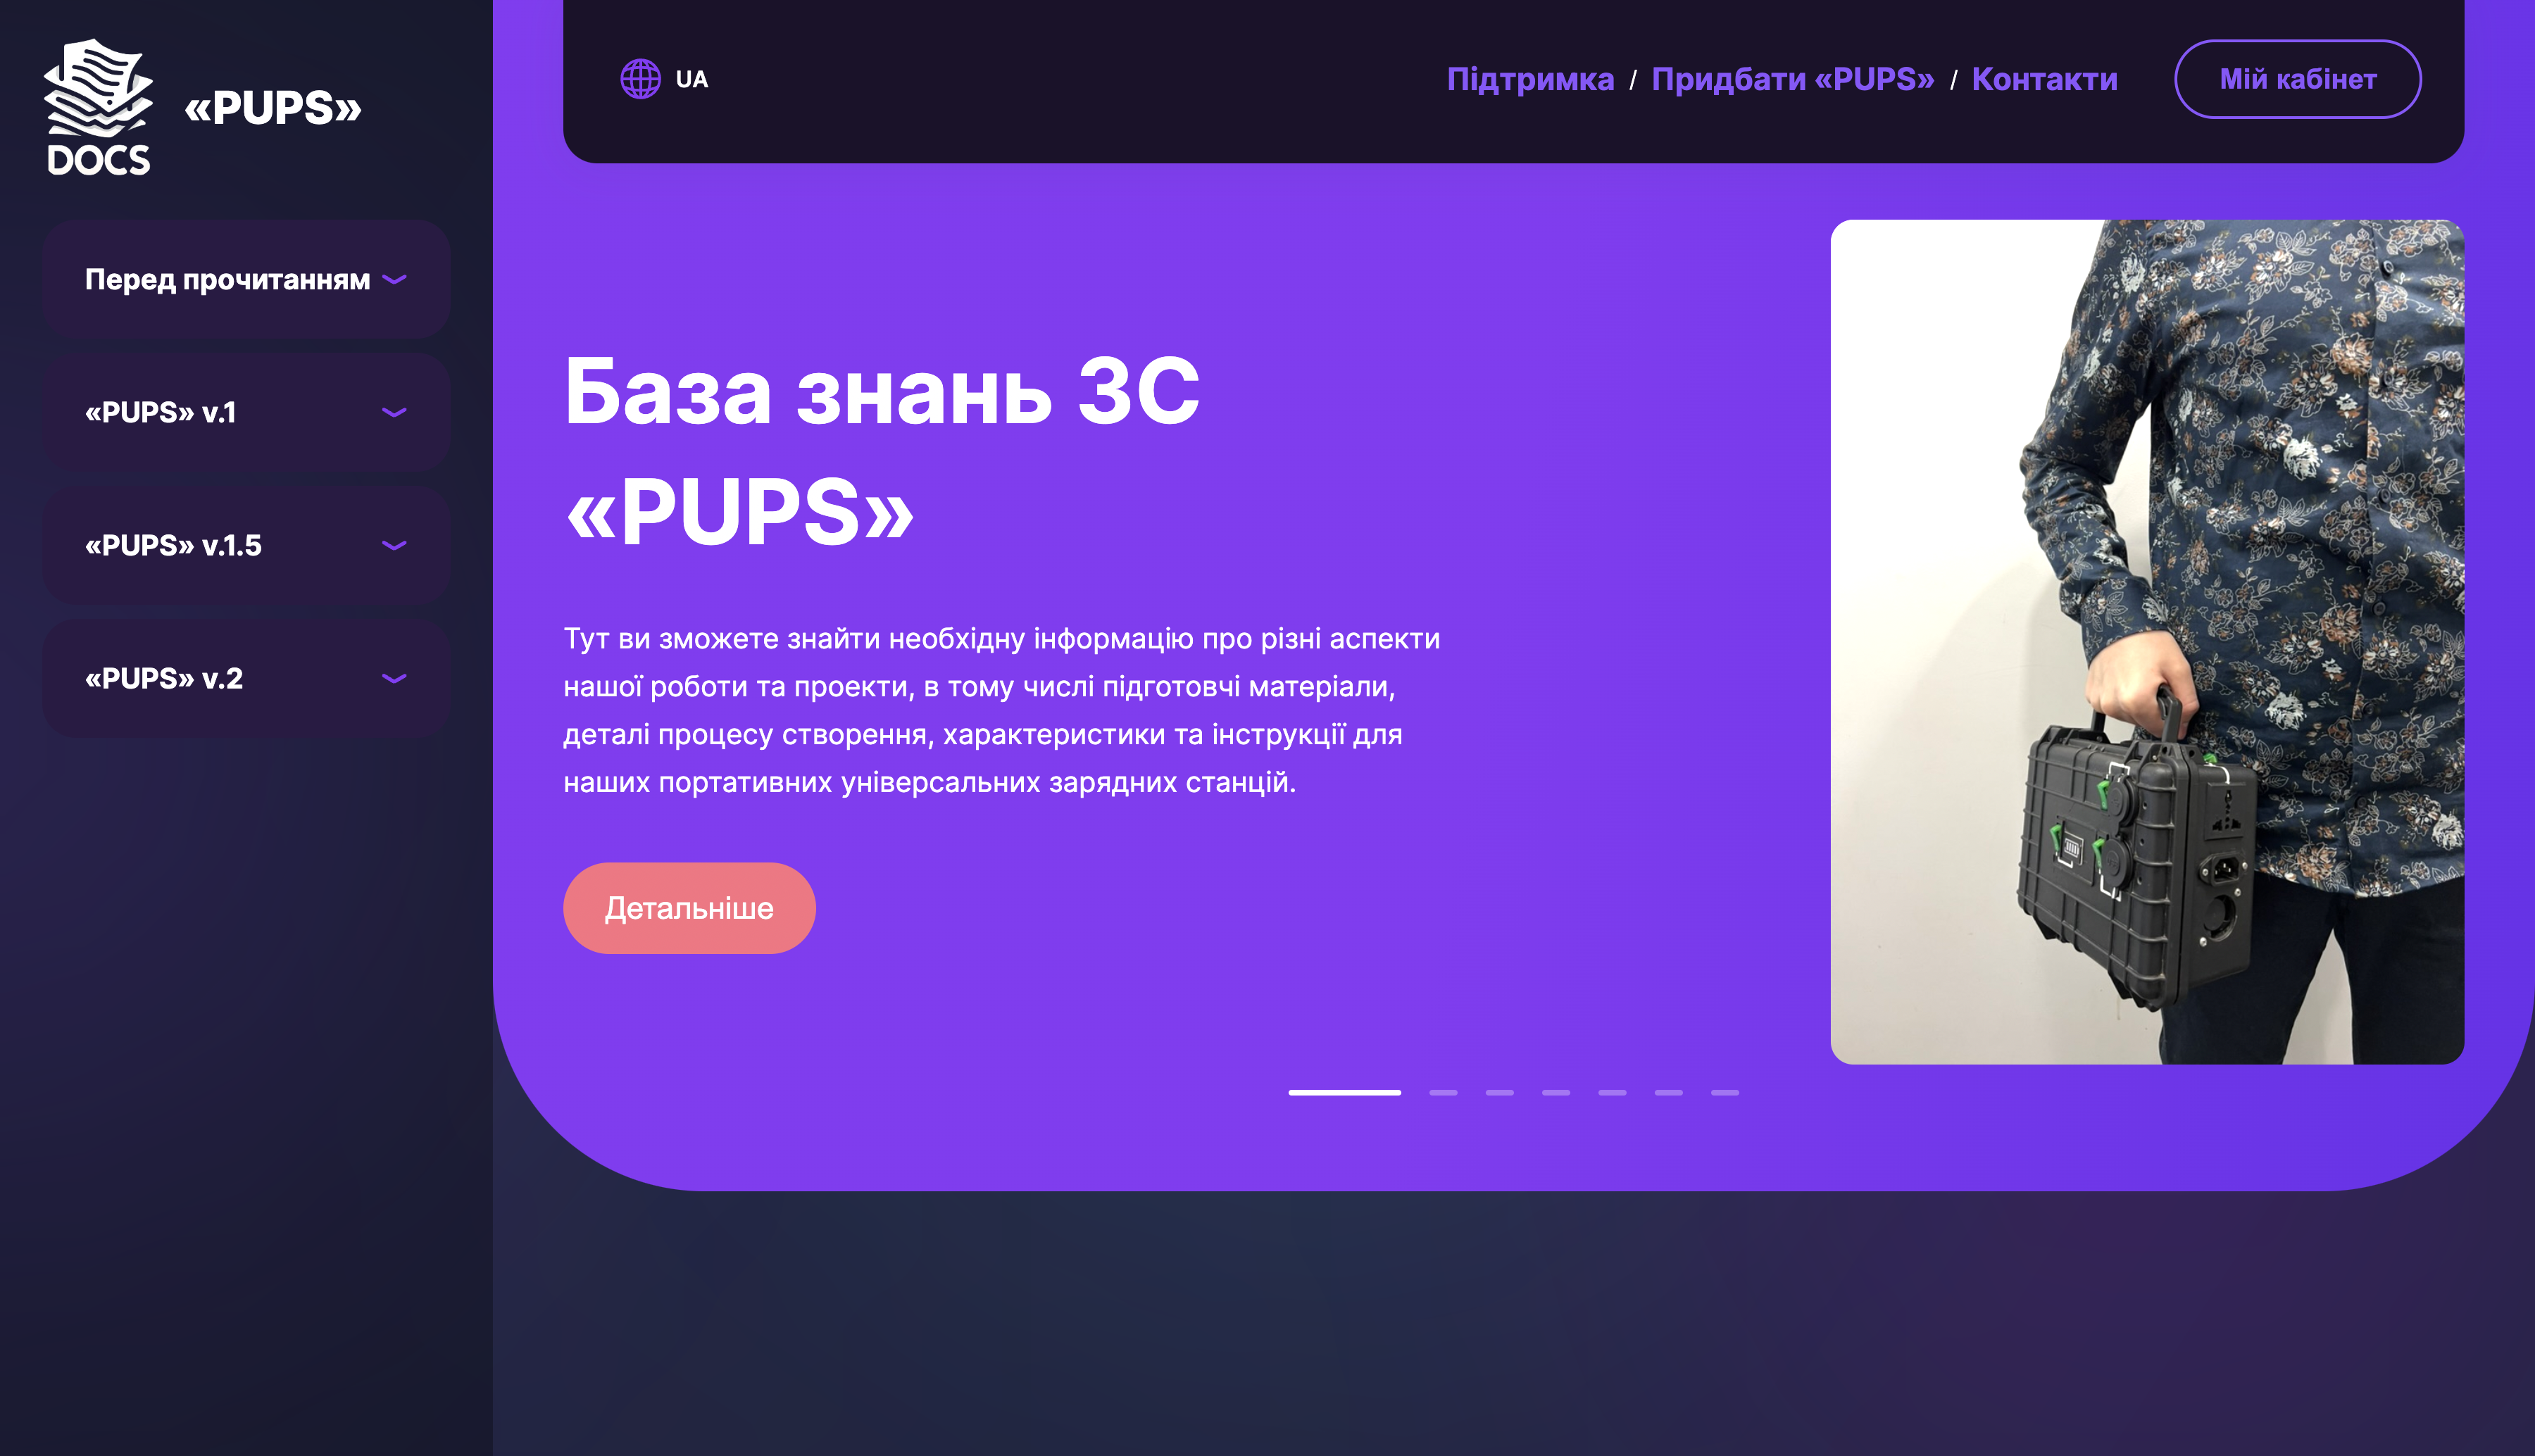 DOCS
«PUPS»
UA
Підтримка / Придбати «PUPS» / Контакти
Мій кабінет
Перед прочитанням
«PUPS» v.1
«PUPS» v.1.5
«PUPS» v.2
База знань ЗС
«PUPS»
Тут ви зможете знайти необхідну інформацію про різні аспекти
нашої роботи та проекти, в тому числі підготовчі матеріали,
деталі процесу створення, характеристики та інструкції для
наших портативних універсальних зарядних станцій.
Детальніше